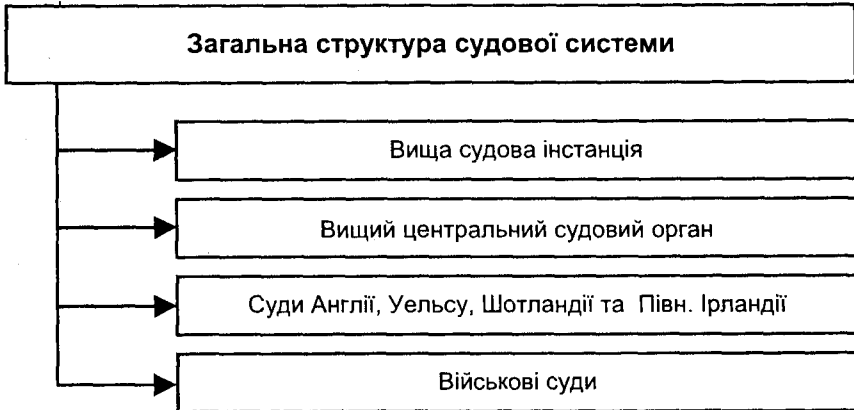 Загальна структура судової системи
Вища судова інстанція
Вищий центральний судовий орган
Суди Англії, Уельсу, Шотландії та Півн. Ірландії
Військові суди